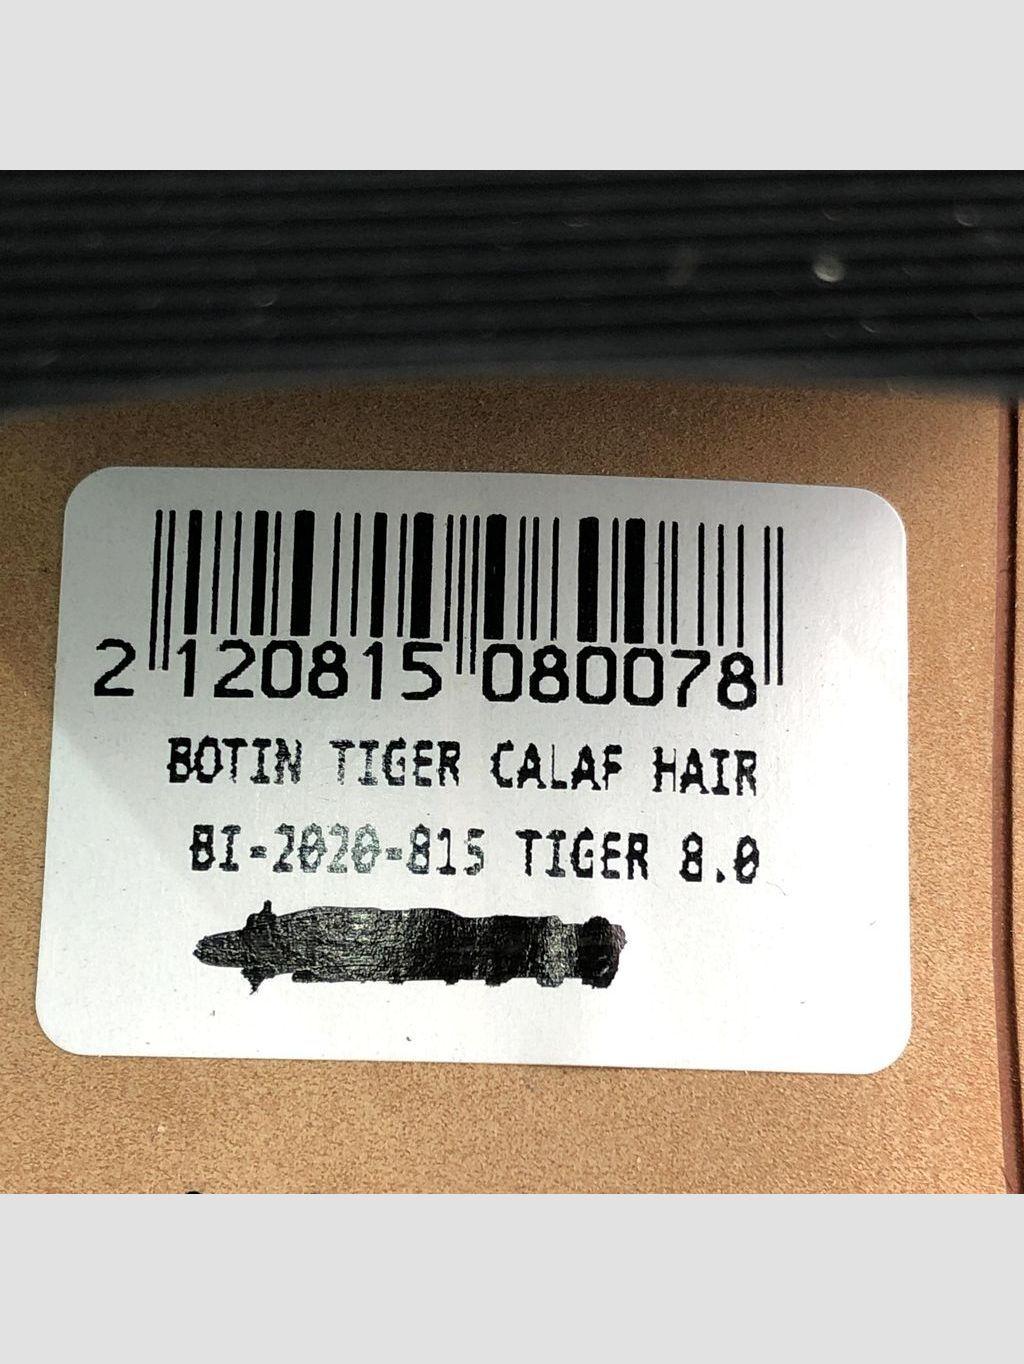 2 120815 080078
BOTIN TIGER CALAF HAIR
BI-2020-815 TIGER 8.0